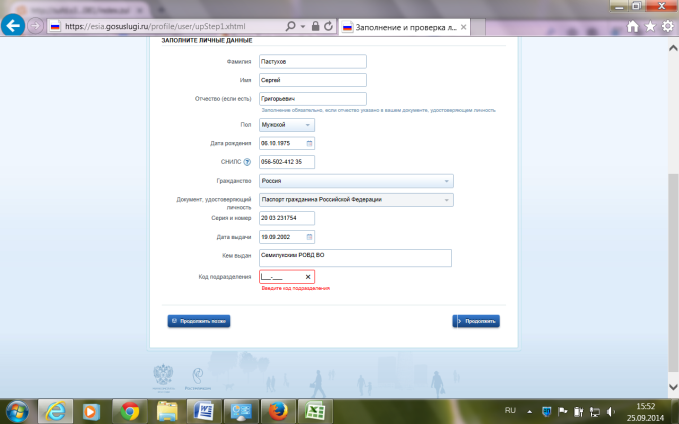 https://esia.gosuslugi.ru/profile/user/upStep1.xhtml
Заполнение и проверка л...
ЗАПОЛНИТЕ ЛИЧНЫЕ ДАННЫЕ
Фамилия Пастухов
Имя Сергей
Отчество (если есть) Григорьевич
Заполнение обязательно, если отчество указано в вашем документе, удостоверяющем личность
Пол Мужской
Дата рождения 06.10.1975
СНИЛС 056-502-412 35
Гражданство Россия
Документ, удостоверяющий Паспорт гражданина Российской Федерации
личность
Серия и номер 20 03 231754
Дата выдачи 19.09.2002
Кем выдан Семилукским РОВД ВО
Код подразделения ___-___
Введите код подразделения
Продолжить позже Продолжить
RU 15:52
25.09.2014